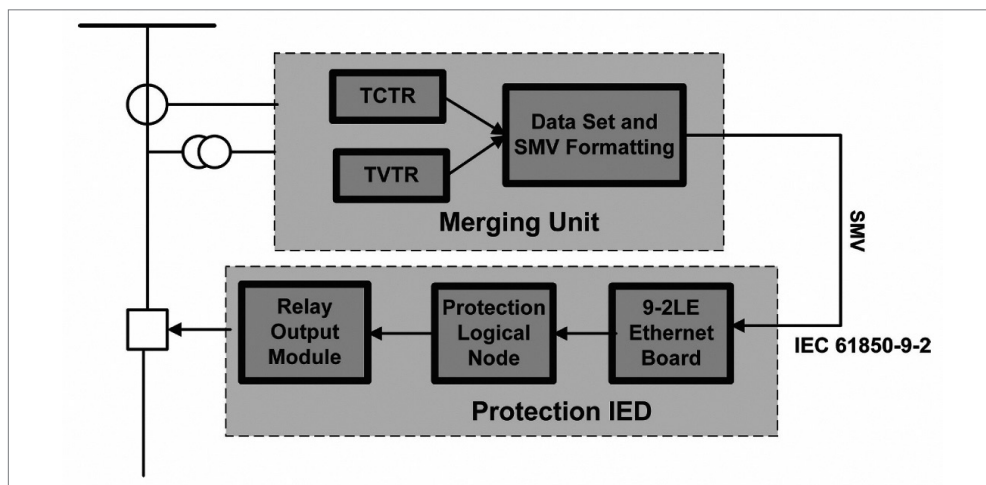 TCTR
TVTR
Data Set and
SMV Formatting
Merging Unit
SMV
IEC 61850-9-2
Relay
Output
Module
Protection
Logical
Node
9-2LE
Ethernet
Board
Protection IED